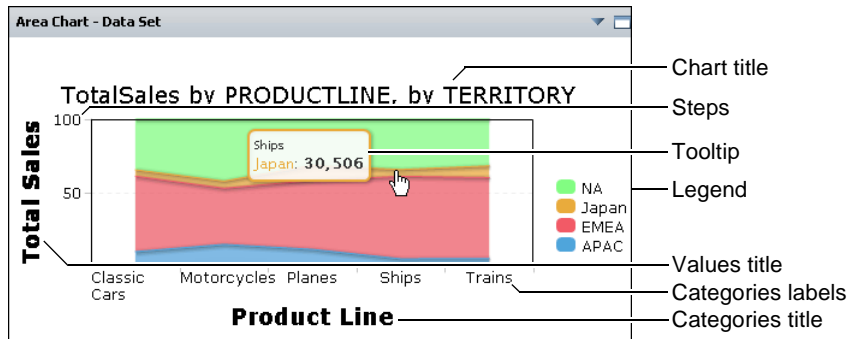 Area Chart - Data Set
Chart title
TotalSales by PRODUCTLINE, by TERRITORY
Steps
100
Total Sales
Ships
Japan: 30,506
Tooltip
50
Legend
NA
Japan
EMEA
APAC
Values title
Classic Cars
Motorcycles
Planes
Ships
Trains
Categories labels
Product Line
Categories title